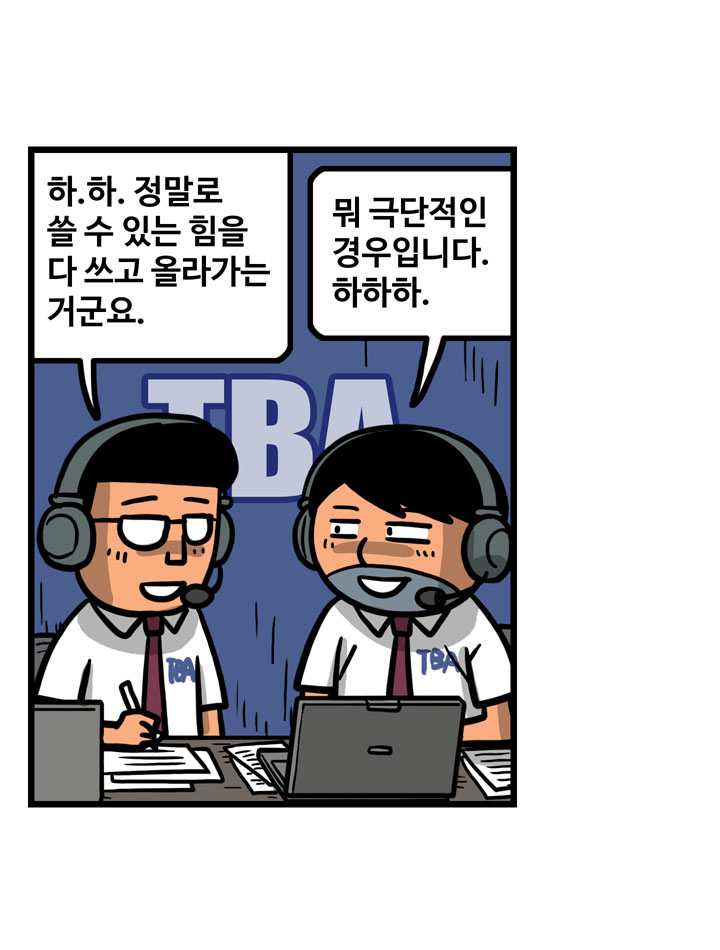 하.하. 정말로
쓸 수 있는 힘을
다 쓰고 올라가는
거군요.
뭐 극단적인
경우입니다.
하하하.
TBA
TBA
TBA